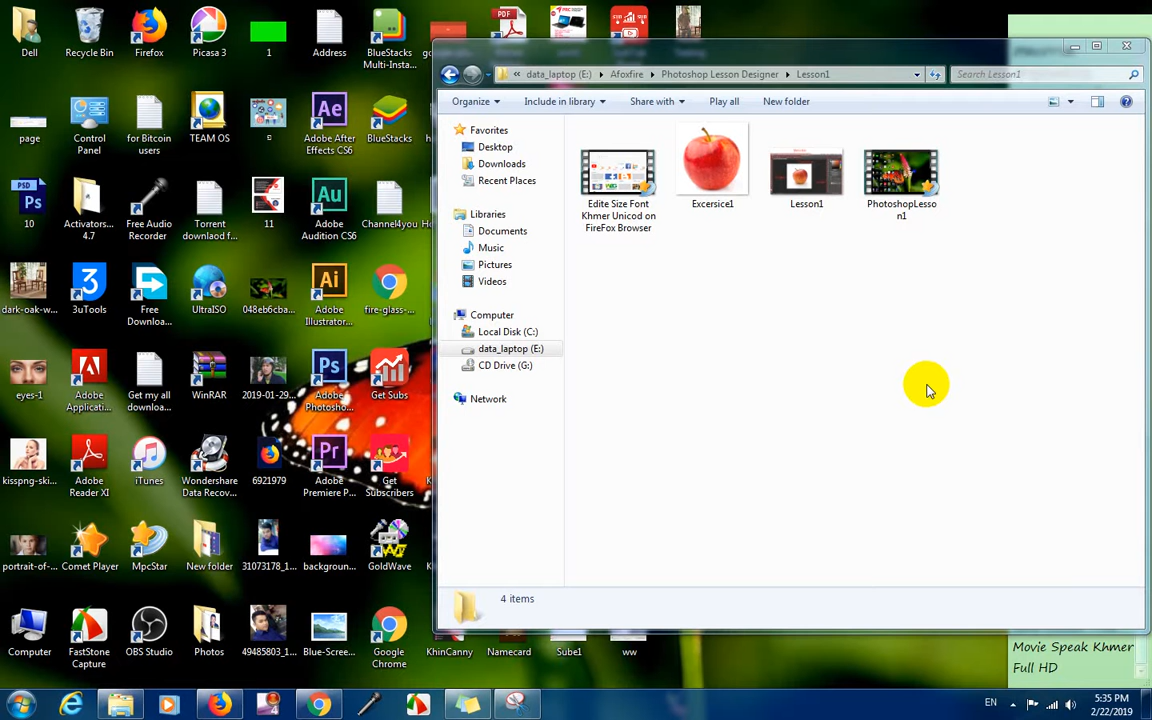 Dell
Recycle Bin
Firefox
Picasa 3
1
Address
BlueStacks
Multi-Insta...
page
Control
Panel
for Bitcoin
users
TEAM OS
Adobe After
Effects CS6
BlueStacks
10
Activators...
4.7
Free Audio
Recorder
Torrent
downlaod f...
11
Adobe
Audition CS6
Channel4you
dark-oak-w...
3uTools
Free
Downloa...
UltraISO
048eb6cba...
Adobe
Illustrator...
fire-glass-...
eyes-1
Adobe
Applicati...
Get my all
downloa...
WinRAR
2019-01-29...
Adobe
Photosho...
Get Subs
kisspng-ski...
Adobe
Reader XI
iTunes
Wondershare
Data Recov...
6921979
Adobe
Premiere P...
Get
Subscribers
portrait-of-...
Comet Player
MpcStar
New folder
31073178_1...
backgroun...
GoldWave
Computer
FastStone
Capture
OBS Studio
Photos
49485803_1...
Blue-Scree...
Google
Chrome
KhinCanny
Namecard
Sube1
ww
PDF
« data_laptop (E:) ▸ Afoxfire ▸ Photoshop Lesson Designer ▸ Lesson1
Search Lesson1
Organize
Include in library
Share with
Play all
New folder
Favorites
Desktop
Downloads
Recent Places
Libraries
Documents
Music
Pictures
Videos
Computer
Local Disk (C:)
data_laptop (E:)
CD Drive (G:)
Network
Edite Size Font
Khmer Unicod on
FireFox Browser
Excersice1
Lesson1
PhotoshopLesso
n1
4 items
Movie Speak Khmer
Full HD
EN
5:35 PM
2/22/2019